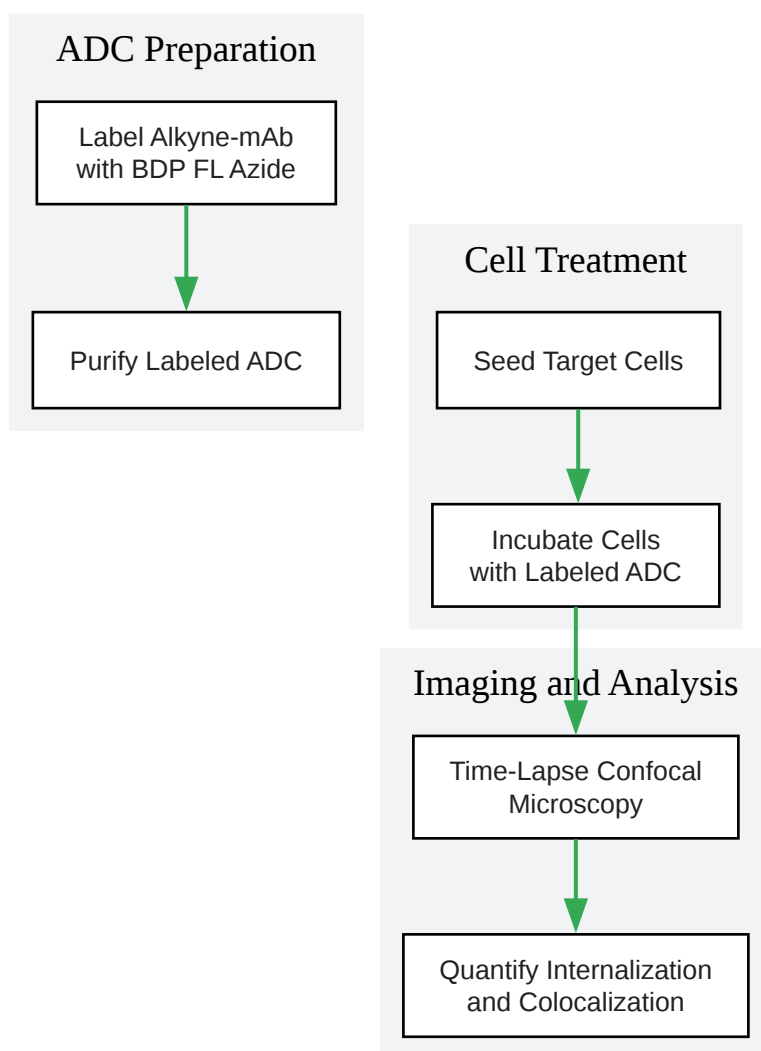 ADC Preparation
Label Alkyne-mAb
with BDP FL Azide
Purify Labeled ADC
Cell Treatment
Seed Target Cells
Incubate Cells
with Labeled ADC
Imaging and Analysis
Time-Lapse Confocal
Microscopy
Quantify Internalization
and Colocalization